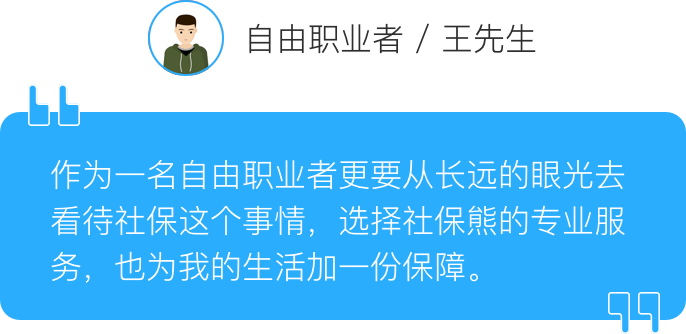 自由职业者 / 王先生
作为一名自由职业者更要从长远的眼光去
看待社保这个事情，选择社保熊的专业服
务，也为我的生活加一份保障。